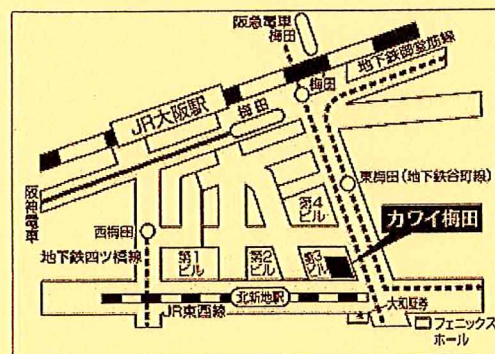 阪急電車
梅田
地下鉄御堂筋線
JR大阪駅
梅田
梅田
阪神電車
東梅田(地下鉄谷町線)
第4
ビル
西梅田
カワイ梅田
地下鉄四ツ橋線
第1
ビル
第2
ビル
第3
ビル
北新地駅
JR東西線
大和証券
フェニックス
ホール